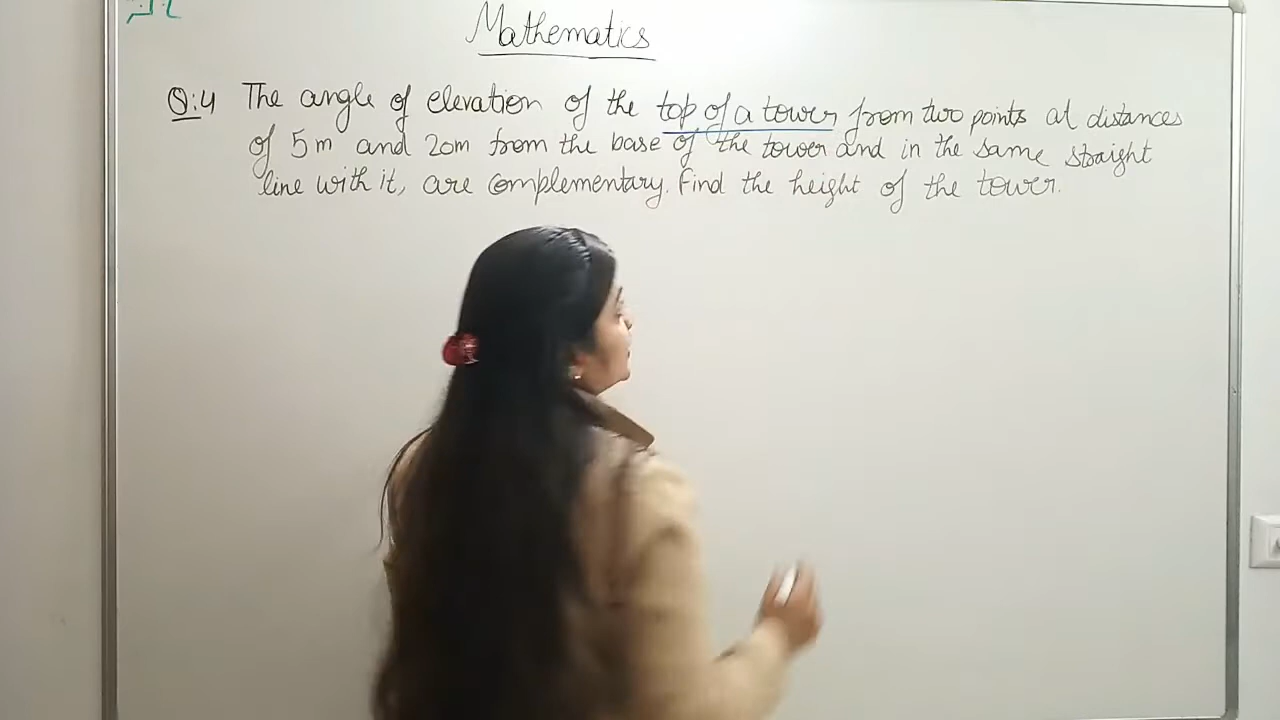 Mathematics
Q:4 The angle of elevation of the top of a tower from two points at distances
of 5m and 20m from the base of the tower and in the same straight
line with it, are complementary. Find the height of the tower.